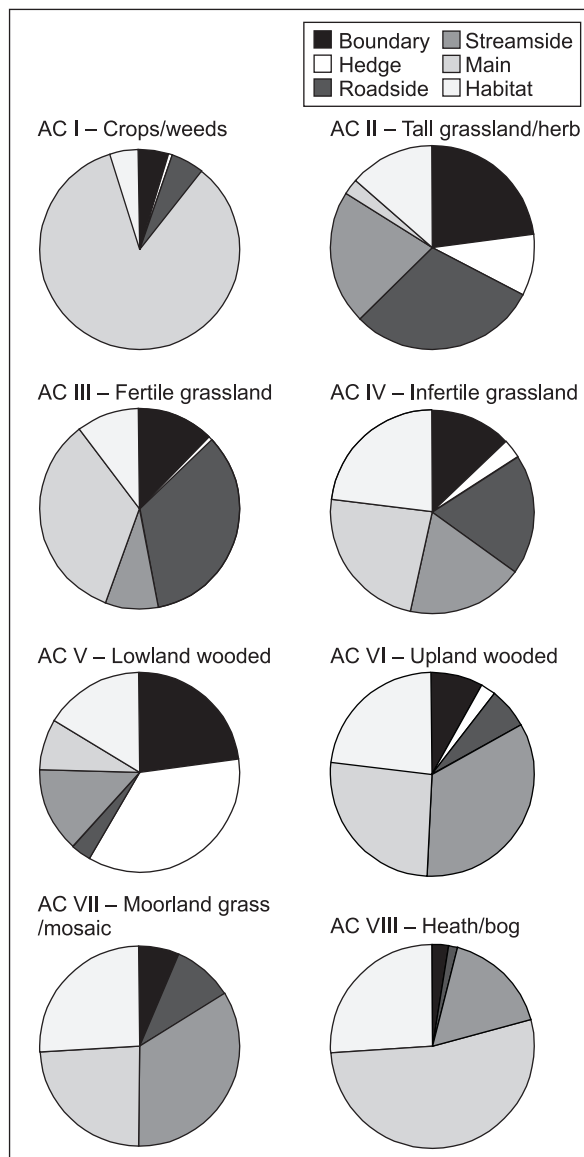 Boundary Streamside
Hedge Main
Roadside Habitat
AC I – Crops/weeds
AC II – Tall grassland/herb
AC III – Fertile grassland
AC IV – Infertile grassland
AC V – Lowland wooded
AC VI – Upland wooded
AC VII – Moorland grass
/mosaic
AC VIII – Heath/bog